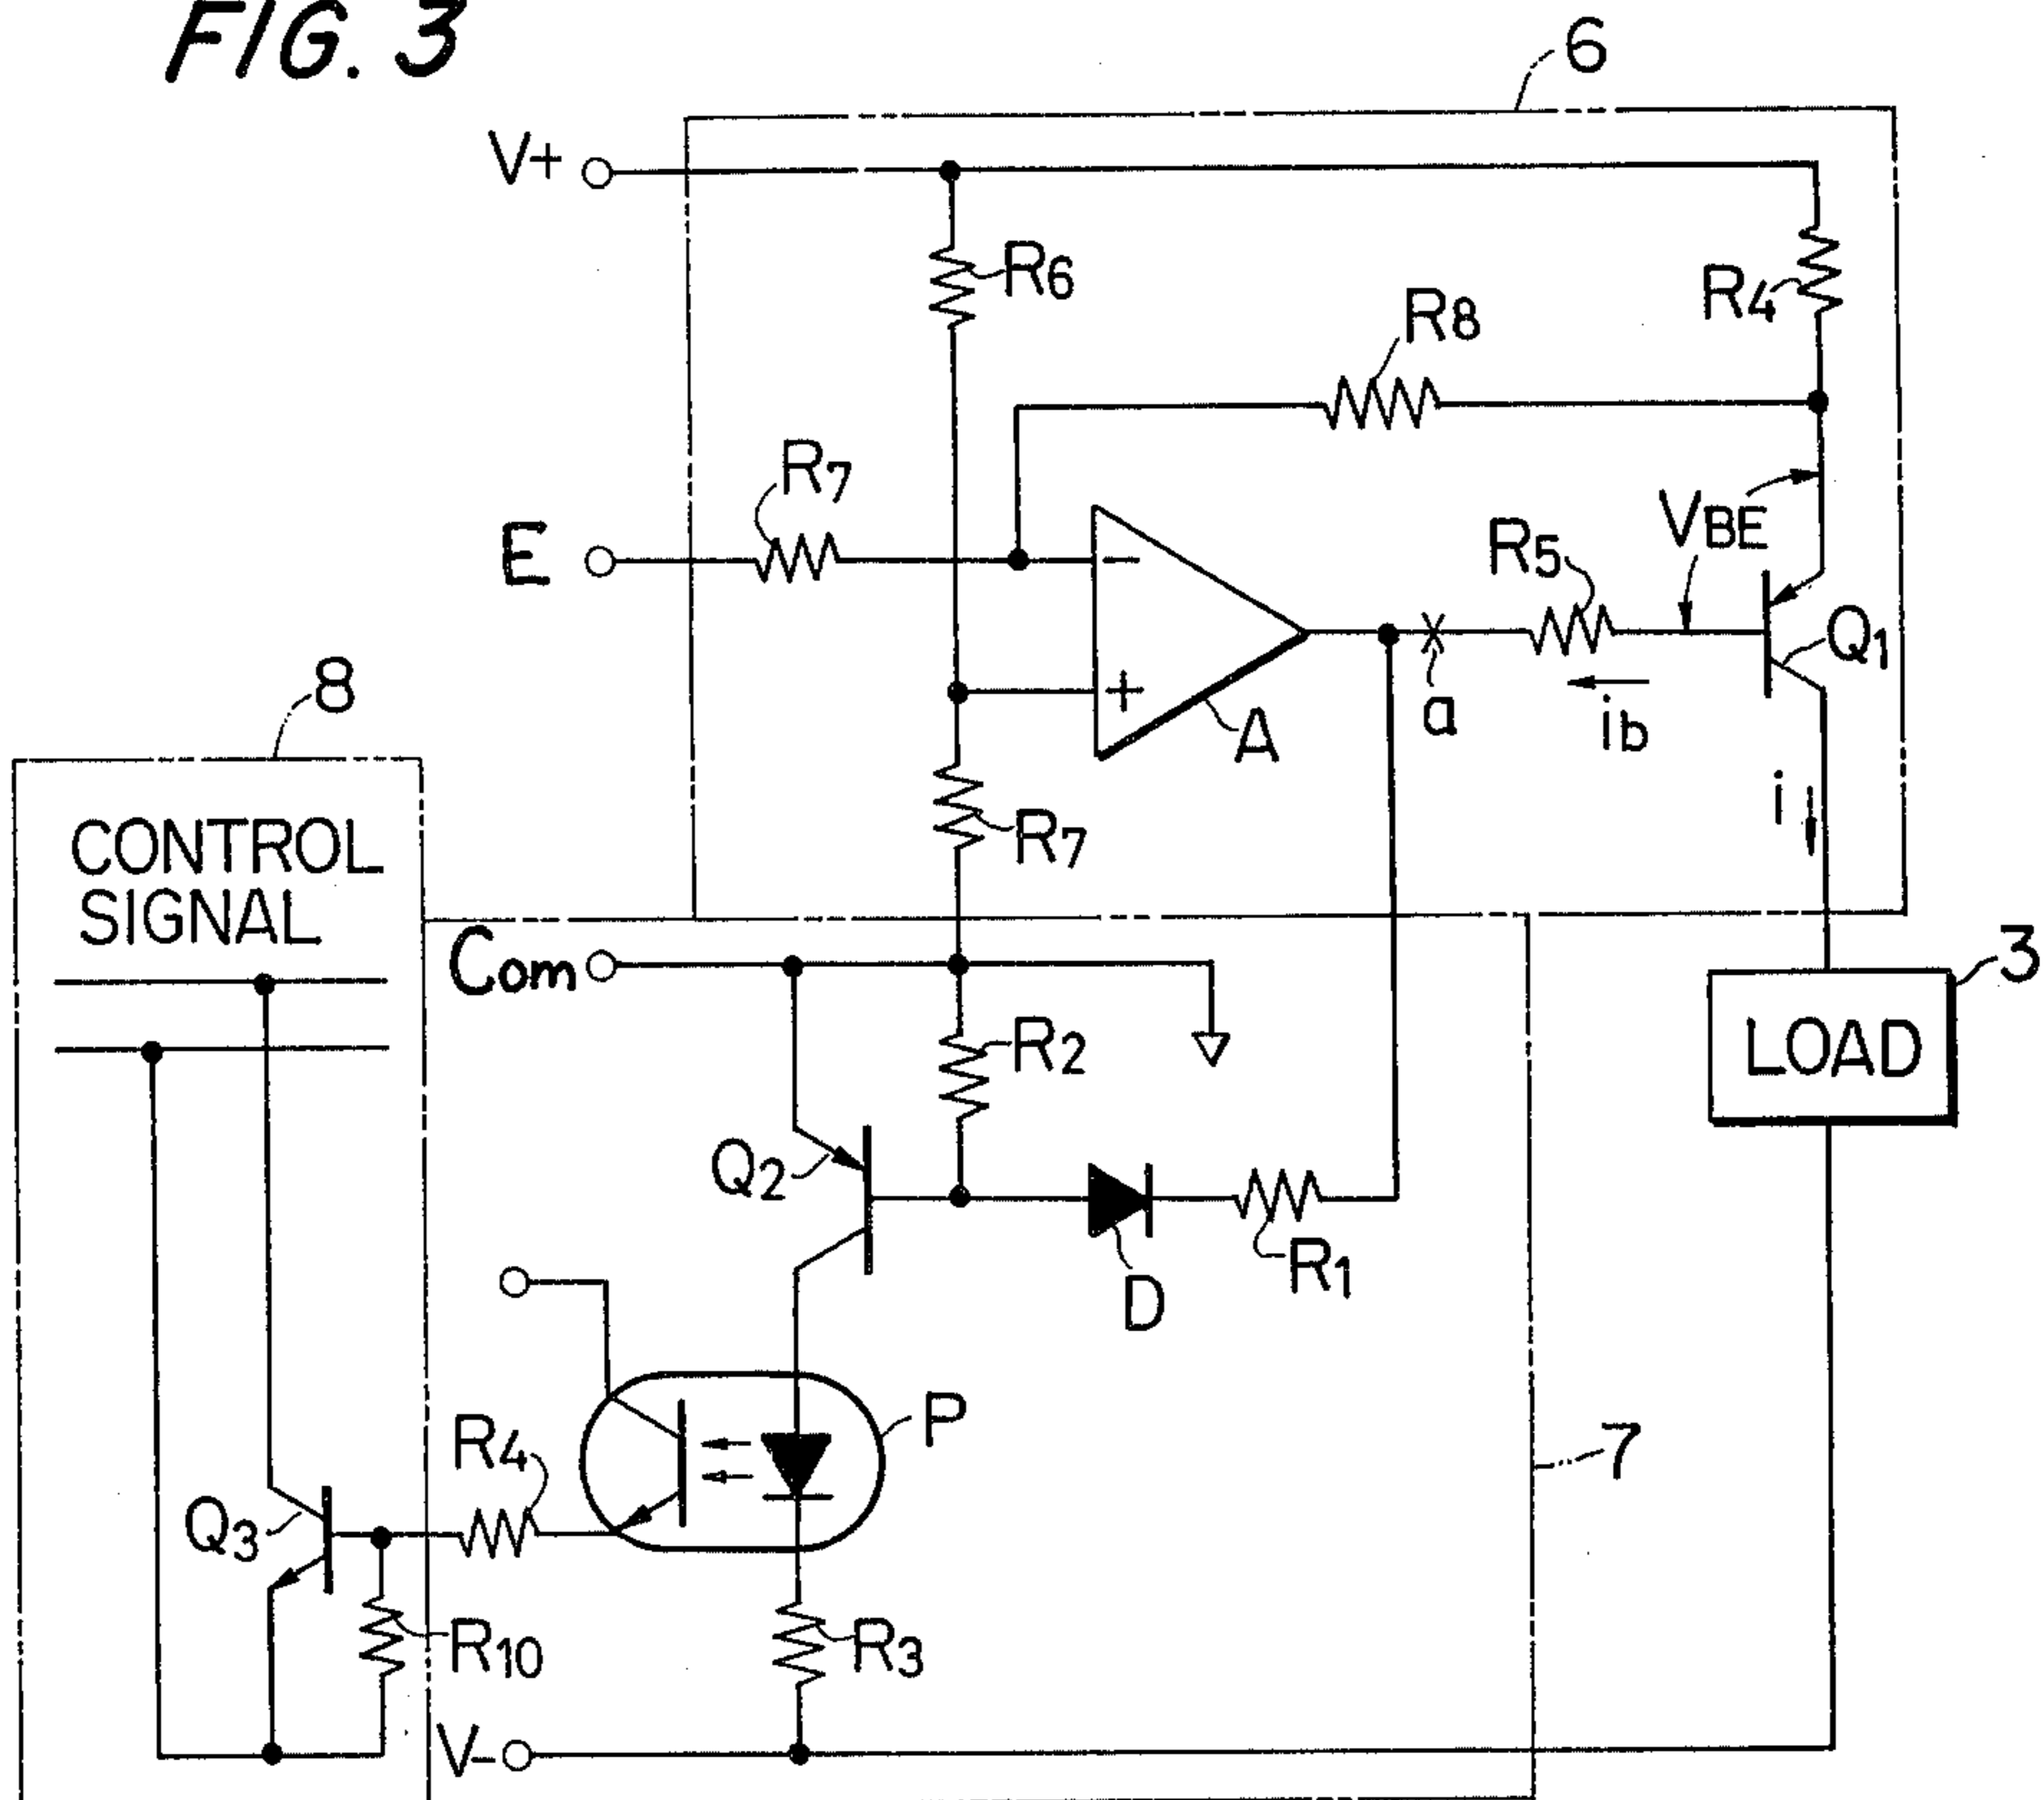 FIG. 3
6
V+
R6
R4
R8
R7
E
R5
VBE
Q1
a
ib
A
8
i
R7
CONTROL
SIGNAL
Com
3
R2
LOAD
Q2
R1
D
P
R4
7
Q3
R10
R3
V-
-
+